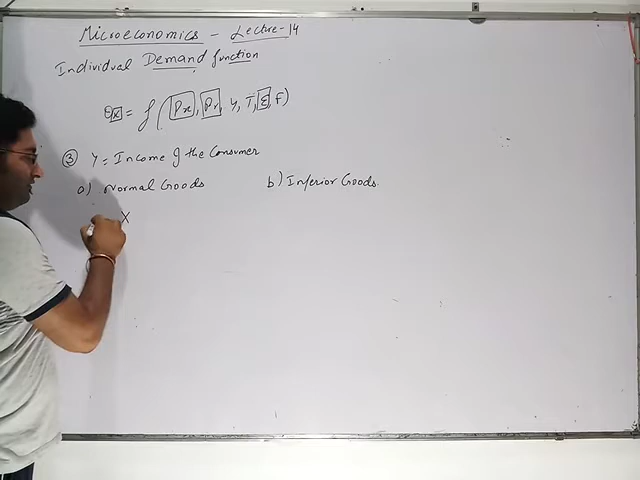 Microeconomics - Lecture-14
Individual Demand function
Qx = f (Px, Pr, Y, T, E, F)
③ Y = Income of the Consumer
a) Normal Goods b) Inferior Goods.
X